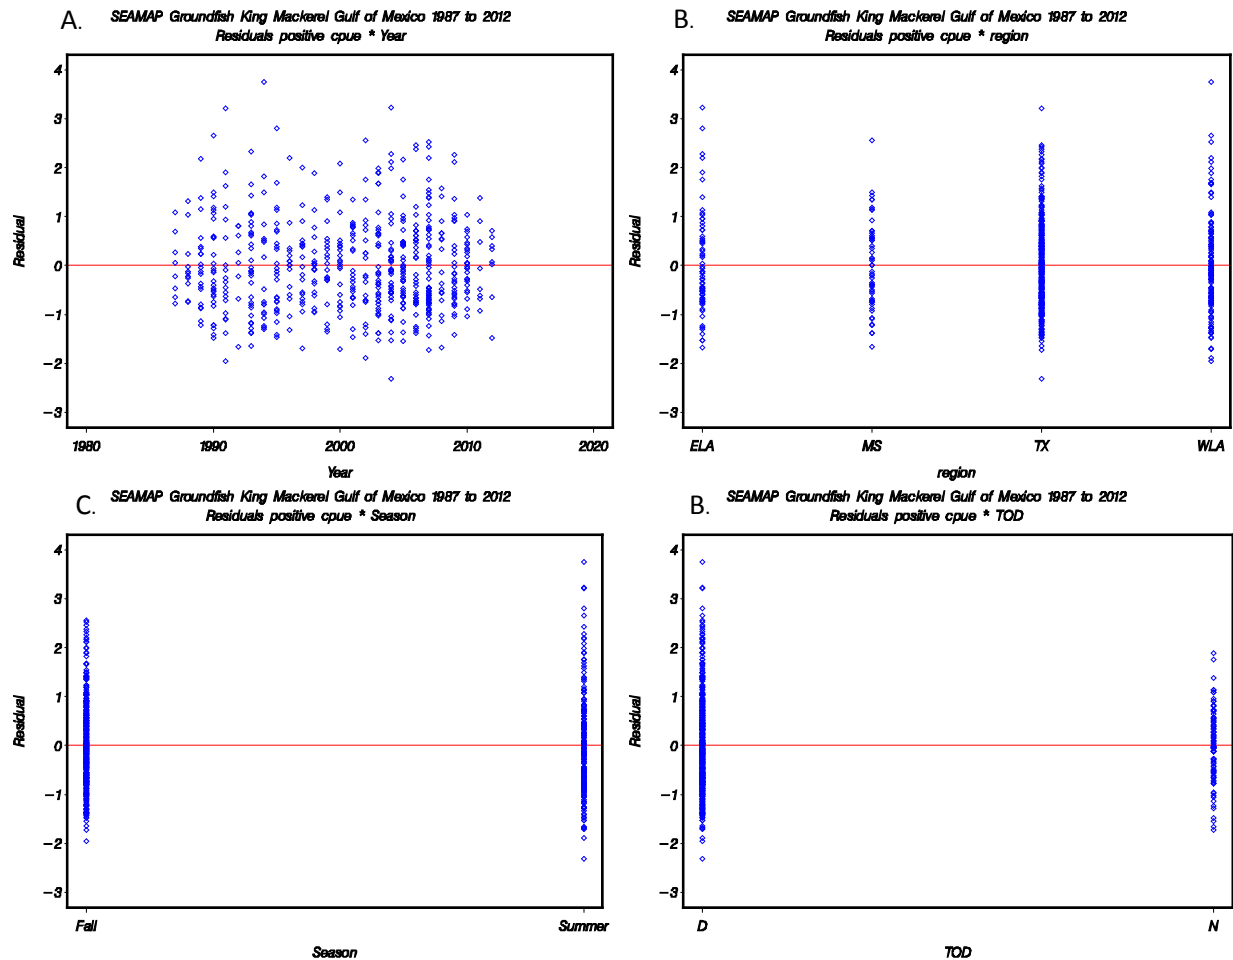 A.
SEAMAP Groundfish King Mackerel Gulf of Mexico 1987 to 2012
Residuals positive cpue * Year
4
3
2
1
0
−1
−2
−3
Residual
1980 1990 2000 2010 2020
Year
B.
SEAMAP Groundfish King Mackerel Gulf of Mexico 1987 to 2012
Residuals positive cpue * region
4
3
2
1
0
−1
−2
−3
Residual
ELA MS TX WLA
region
C.
SEAMAP Groundfish King Mackerel Gulf of Mexico 1987 to 2012
Residuals positive cpue * Season
4
3
2
1
0
−1
−2
−3
Residual
Fall Summer
Season
B.
SEAMAP Groundfish King Mackerel Gulf of Mexico 1987 to 2012
Residuals positive cpue * TOD
4
3
2
1
0
−1
−2
−3
Residual
D N
TOD